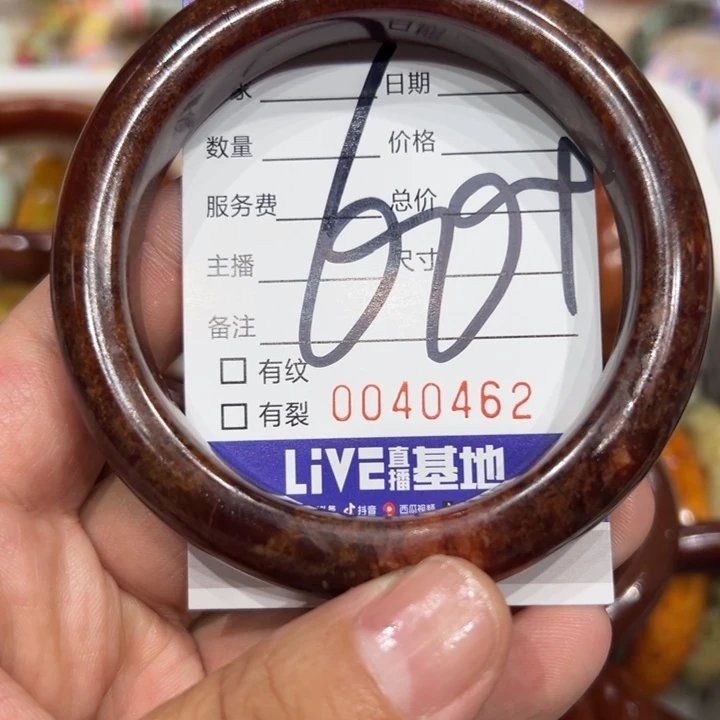 日期
数量 价格
服务费 总价
主播 尺寸
备注
有纹
有裂 0040462
LiVE直播基地
抖音 西瓜视频